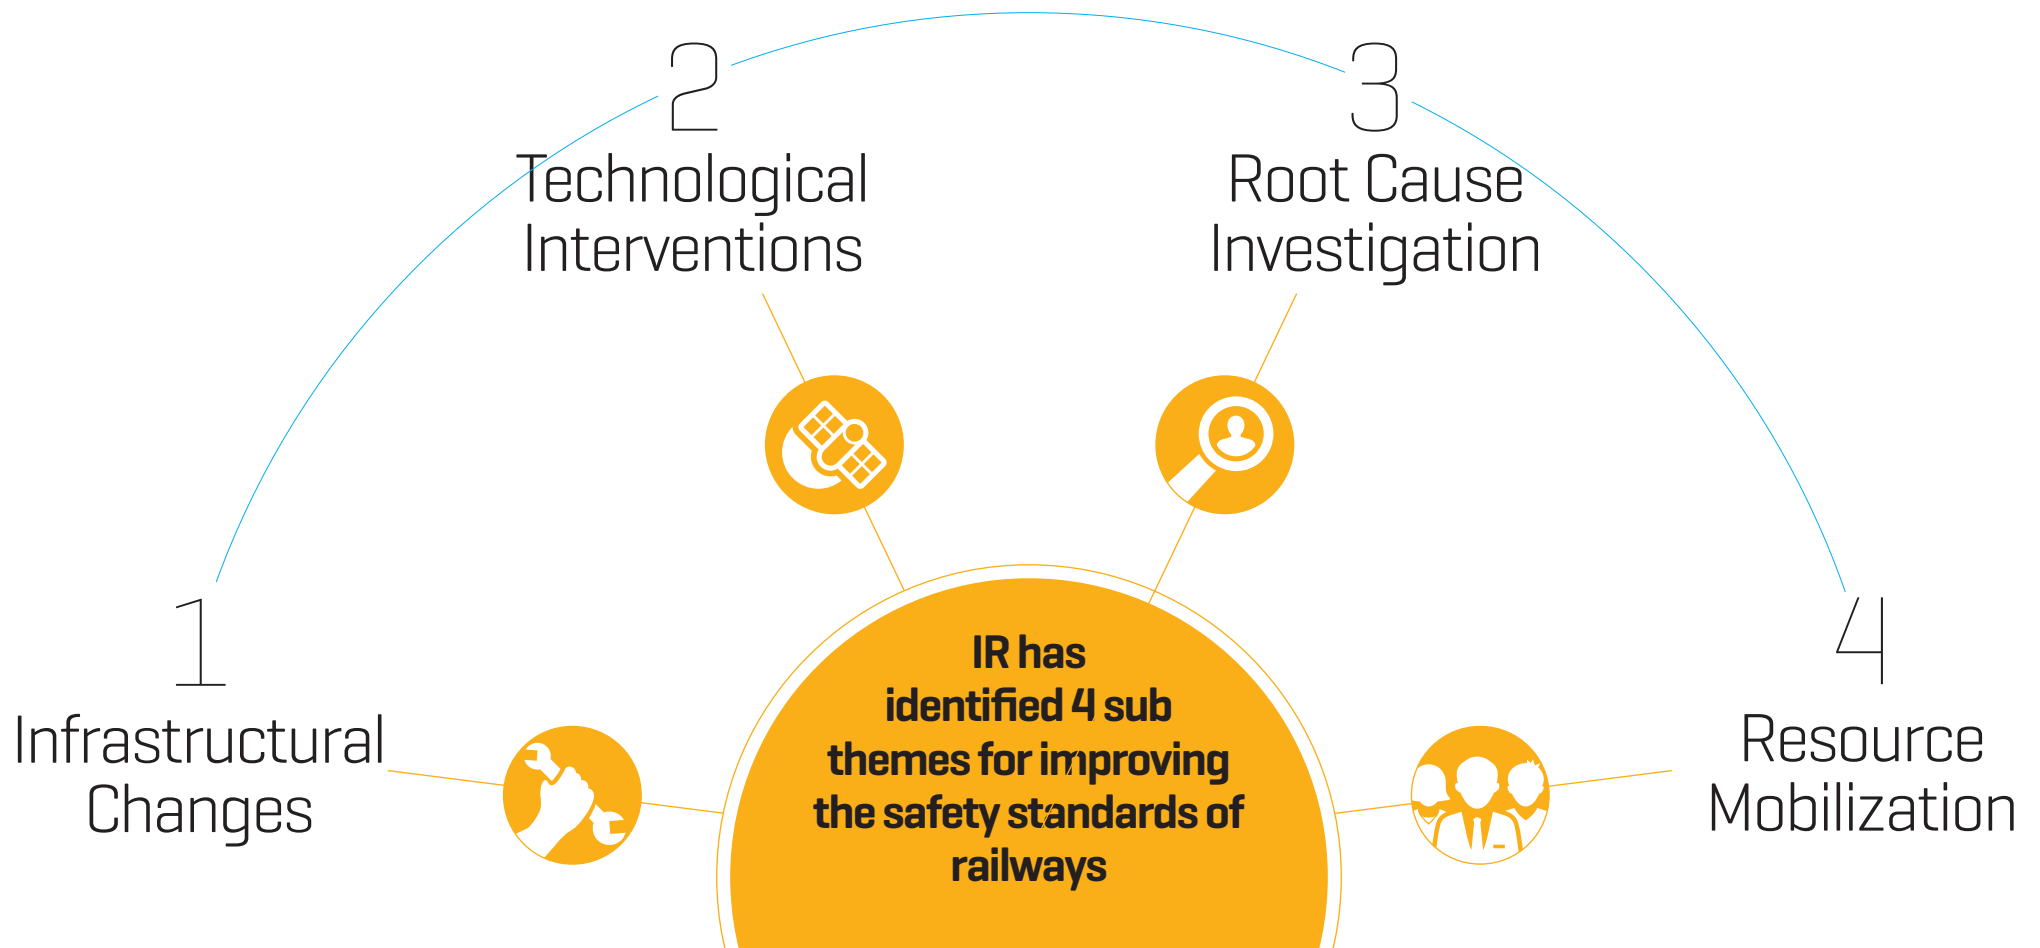 1
Infrastructural
Changes
2
Technological
Interventions
3
Root Cause
Investigation
4
Resource
Mobilization
IR has
identified 4 sub
themes for improving
the safety standards of
railways